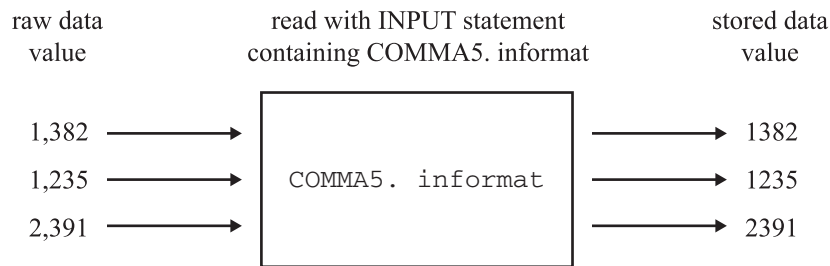 raw data
value
read with INPUT statement
containing COMMA5. informat
stored data
value
1,382
1,235
2,391
COMMA5. informat
1382
1235
2391